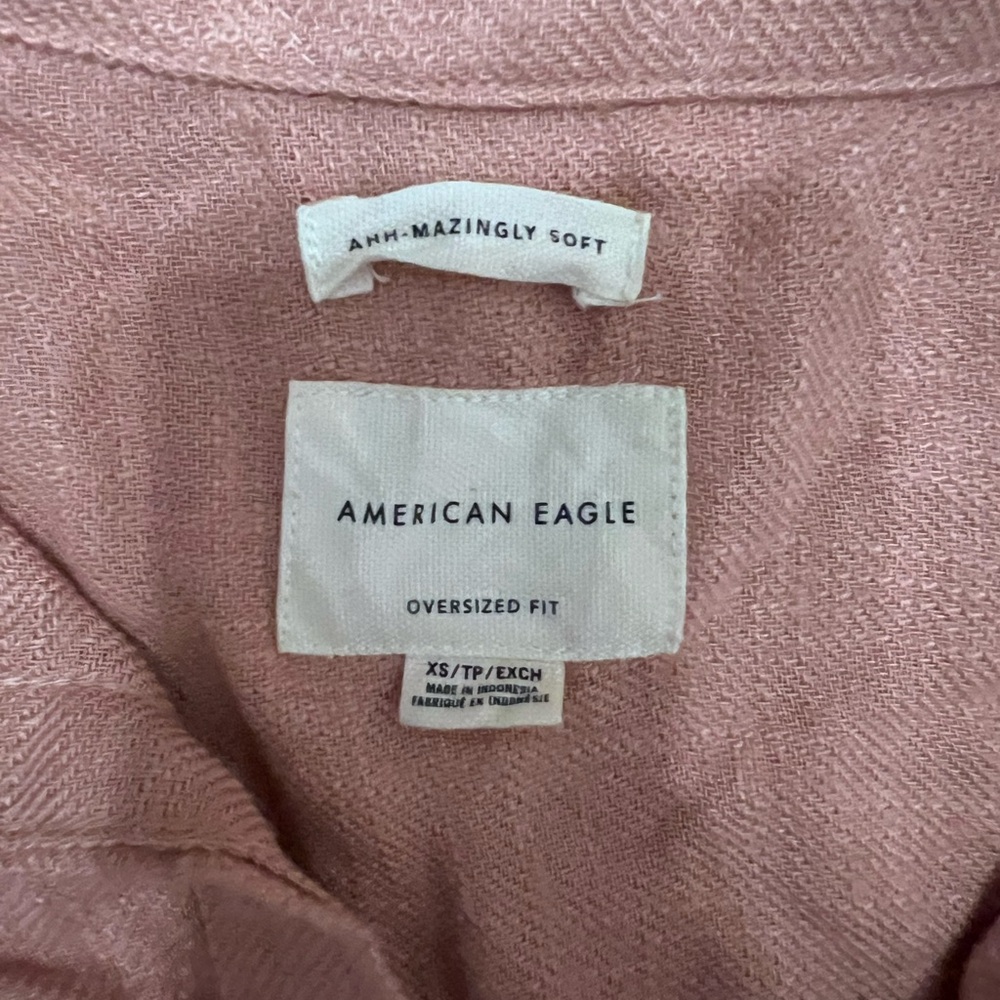 AHH-MAZINGLY SOFT
AMERICAN EAGLE
OVERSIZED FIT
XS/TP/EXCH
MADE IN INDONESIA
FABRIQUÉ EN INDONÉSIE